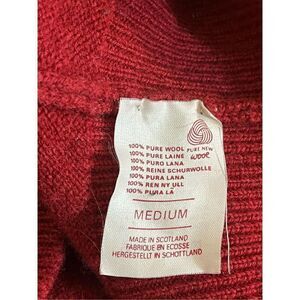 100% PURE WOOL
100% PURE LAINE
100% PURO LANA
100% REINE SCHURWOLLE
100% PURA LANA
100% REN NY ULL
100% PURA LÃ
PURE NEW
WOOL
MEDIUM
MADE IN SCOTLAND
FABRIQUE EN ECOSSE
HERGESTELLT IN SCHOTTLAND